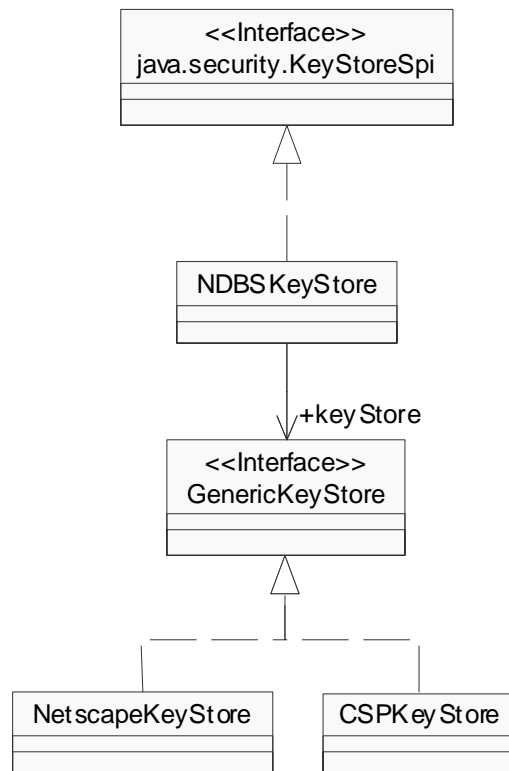 <<Interface>>
java.security.KeyStoreSpi
NDBSKeyStore
+keyStore
<<Interface>>
GenericKeyStore
NetscapeKeyStore
CSPKeyStore